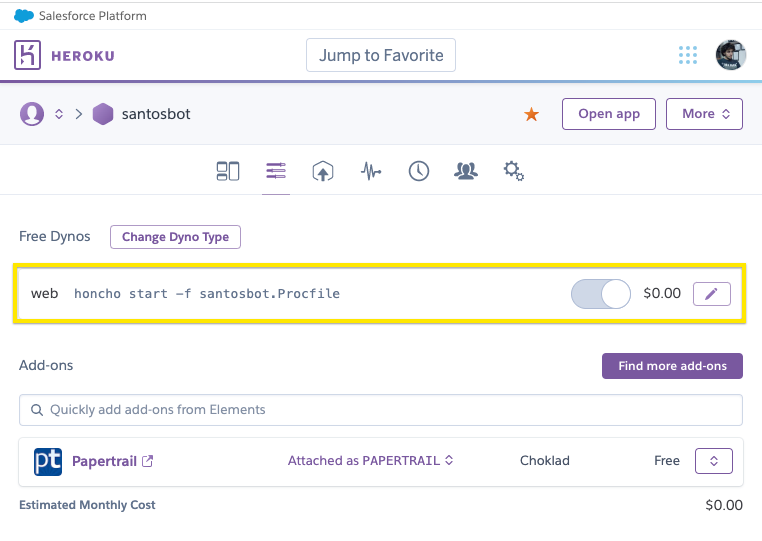 Salesforce Platform
HEROKU
Jump to Favorite
santosbot
Open app
More
Free Dynos
Change Dyno Type
web honcho start -f santosbot.Procfile $0.00
Add-ons
Find more add-ons
Quickly add add-ons from Elements
pt Papertrail Attached as PAPERTRAIL Choklad Free
Estimated Monthly Cost $0.00